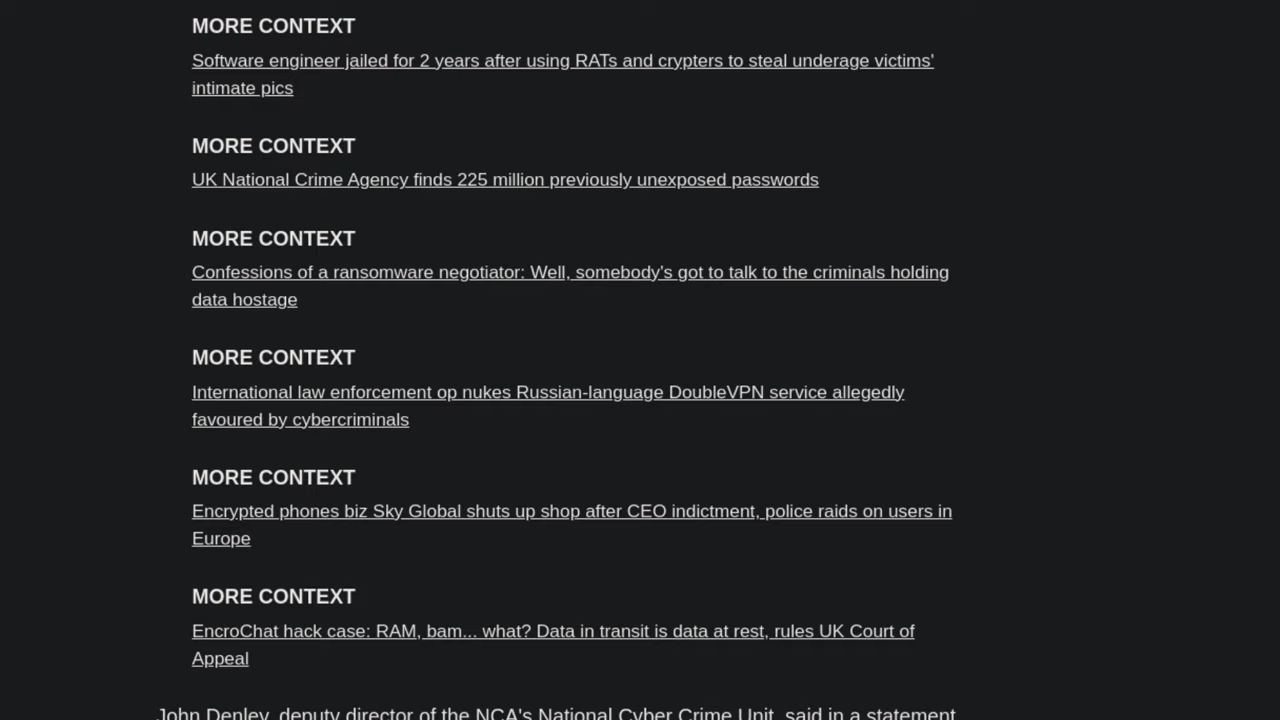 MORE CONTEXT
Software engineer jailed for 2 years after using RATs and crypters to steal underage victims'
intimate pics
MORE CONTEXT
UK National Crime Agency finds 225 million previously unexposed passwords
MORE CONTEXT
Confessions of a ransomware negotiator: Well, somebody's got to talk to the criminals holding
data hostage
MORE CONTEXT
International law enforcement op nukes Russian-language DoubleVPN service allegedly
favoured by cybercriminals
MORE CONTEXT
Encrypted phones biz Sky Global shuts up shop after CEO indictment, police raids on users in
Europe
MORE CONTEXT
EncroChat hack case: RAM, bam... what? Data in transit is data at rest, rules UK Court of
Appeal
John Denley, deputy director of the NCA's National Cyber Crime Unit, said in a statement